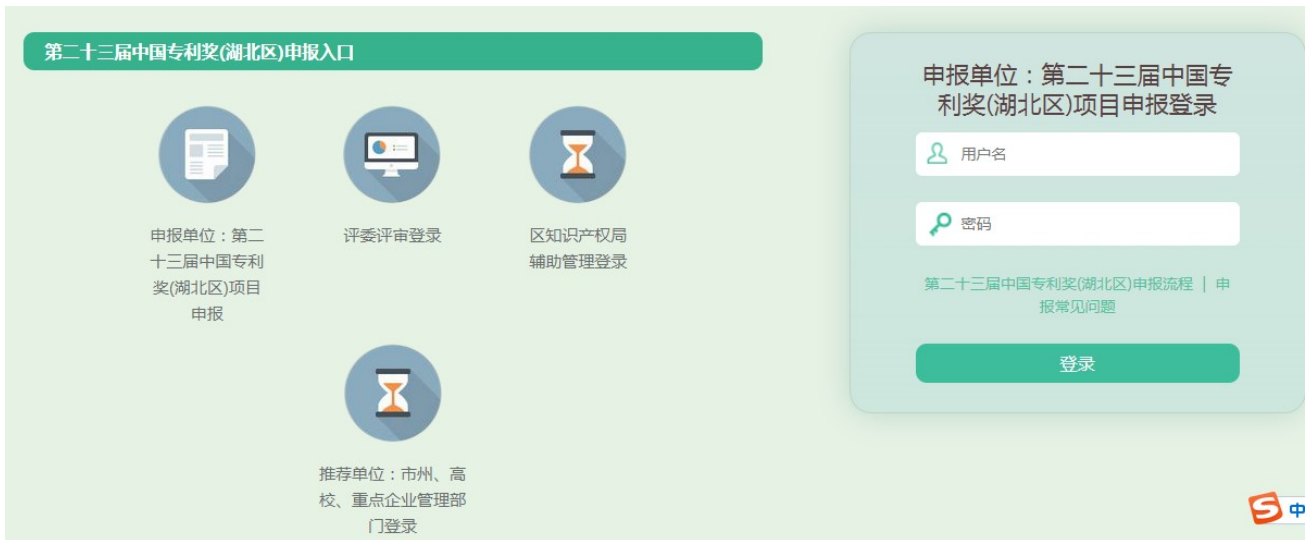 第二十三届中国专利奖(湖北区)申报入口
申报单位：第二
十三届中国专利
奖(湖北区)项目
申报
评委评审登录
区知识产权局
辅助管理登录
推荐单位：市州、高
校、重点企业管理部
门登录
申报单位：第二十三届中国专
利奖(湖北区)项目申报登录
用户名
密码
第二十三届中国专利奖(湖北区)申报流程 | 申
报常见问题
登录
S 中